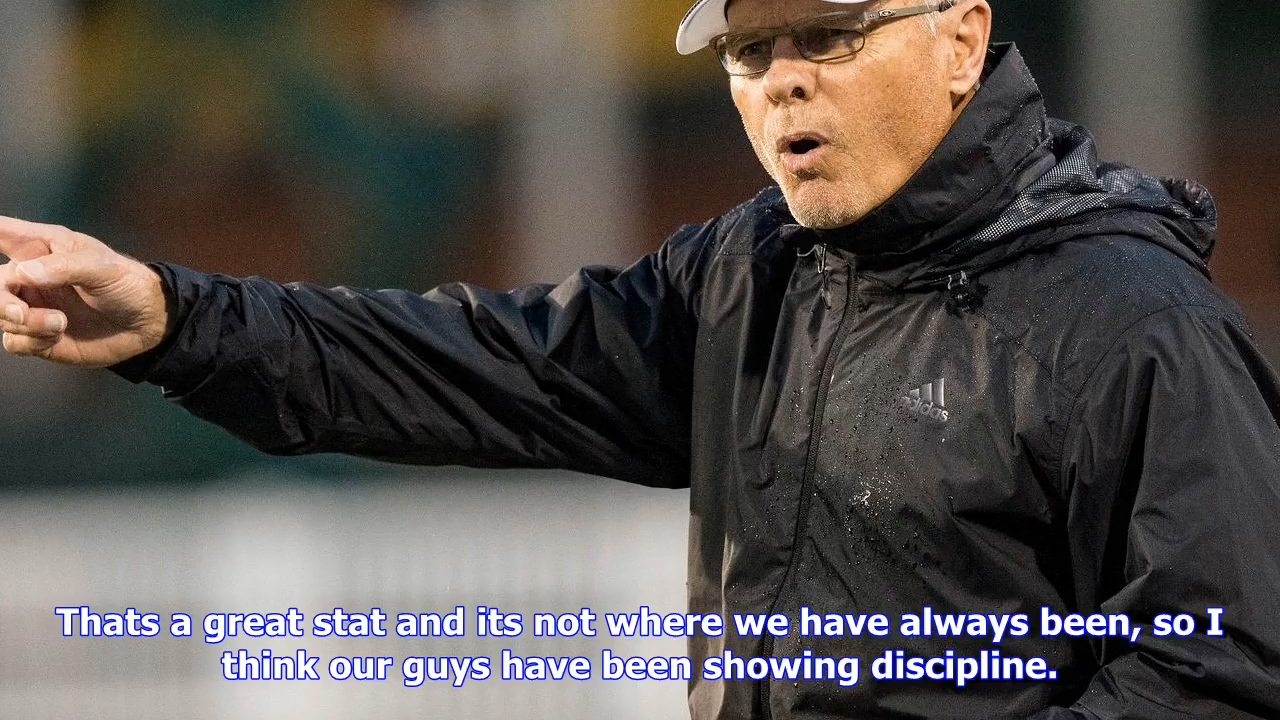 adidas
Thats a great stat and its not where we have always been, so I
think our guys have been showing discipline.